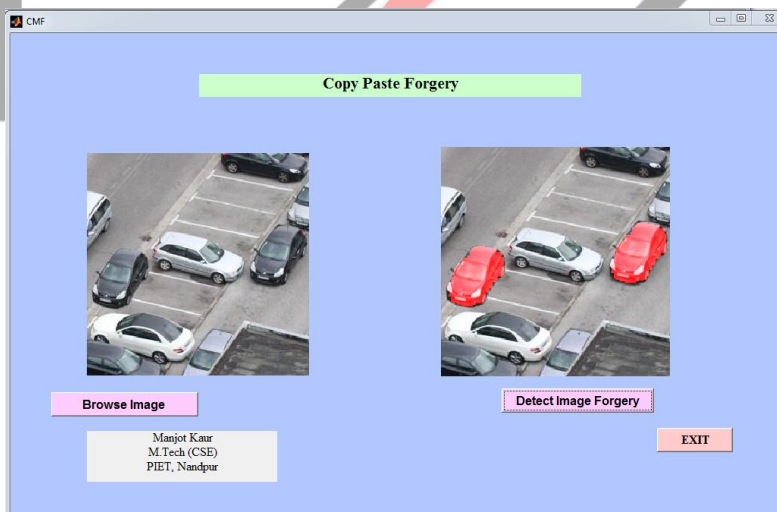 CMF
Copy Paste Forgery
Browse Image
Detect Image Forgery
Manjot Kaur
M.Tech (CSE)
PIET, Nandpur
EXIT